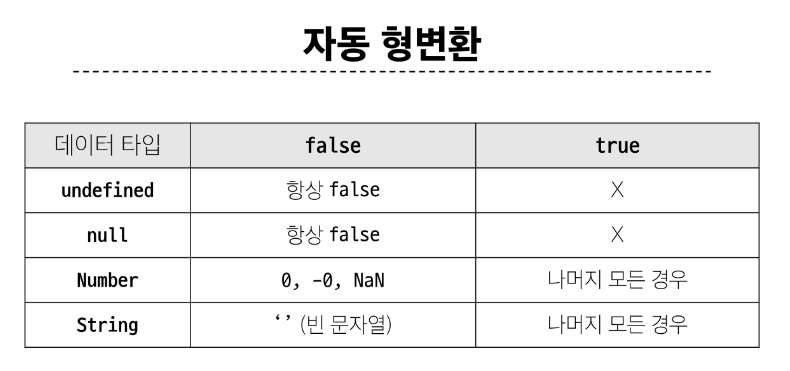 자동 형변환
데이터 타입 false true
undefined 항상 false X
null 항상 false X
Number 0, -0, NaN 나머지 모든 경우
String ‘’ (빈 문자열) 나머지 모든 경우